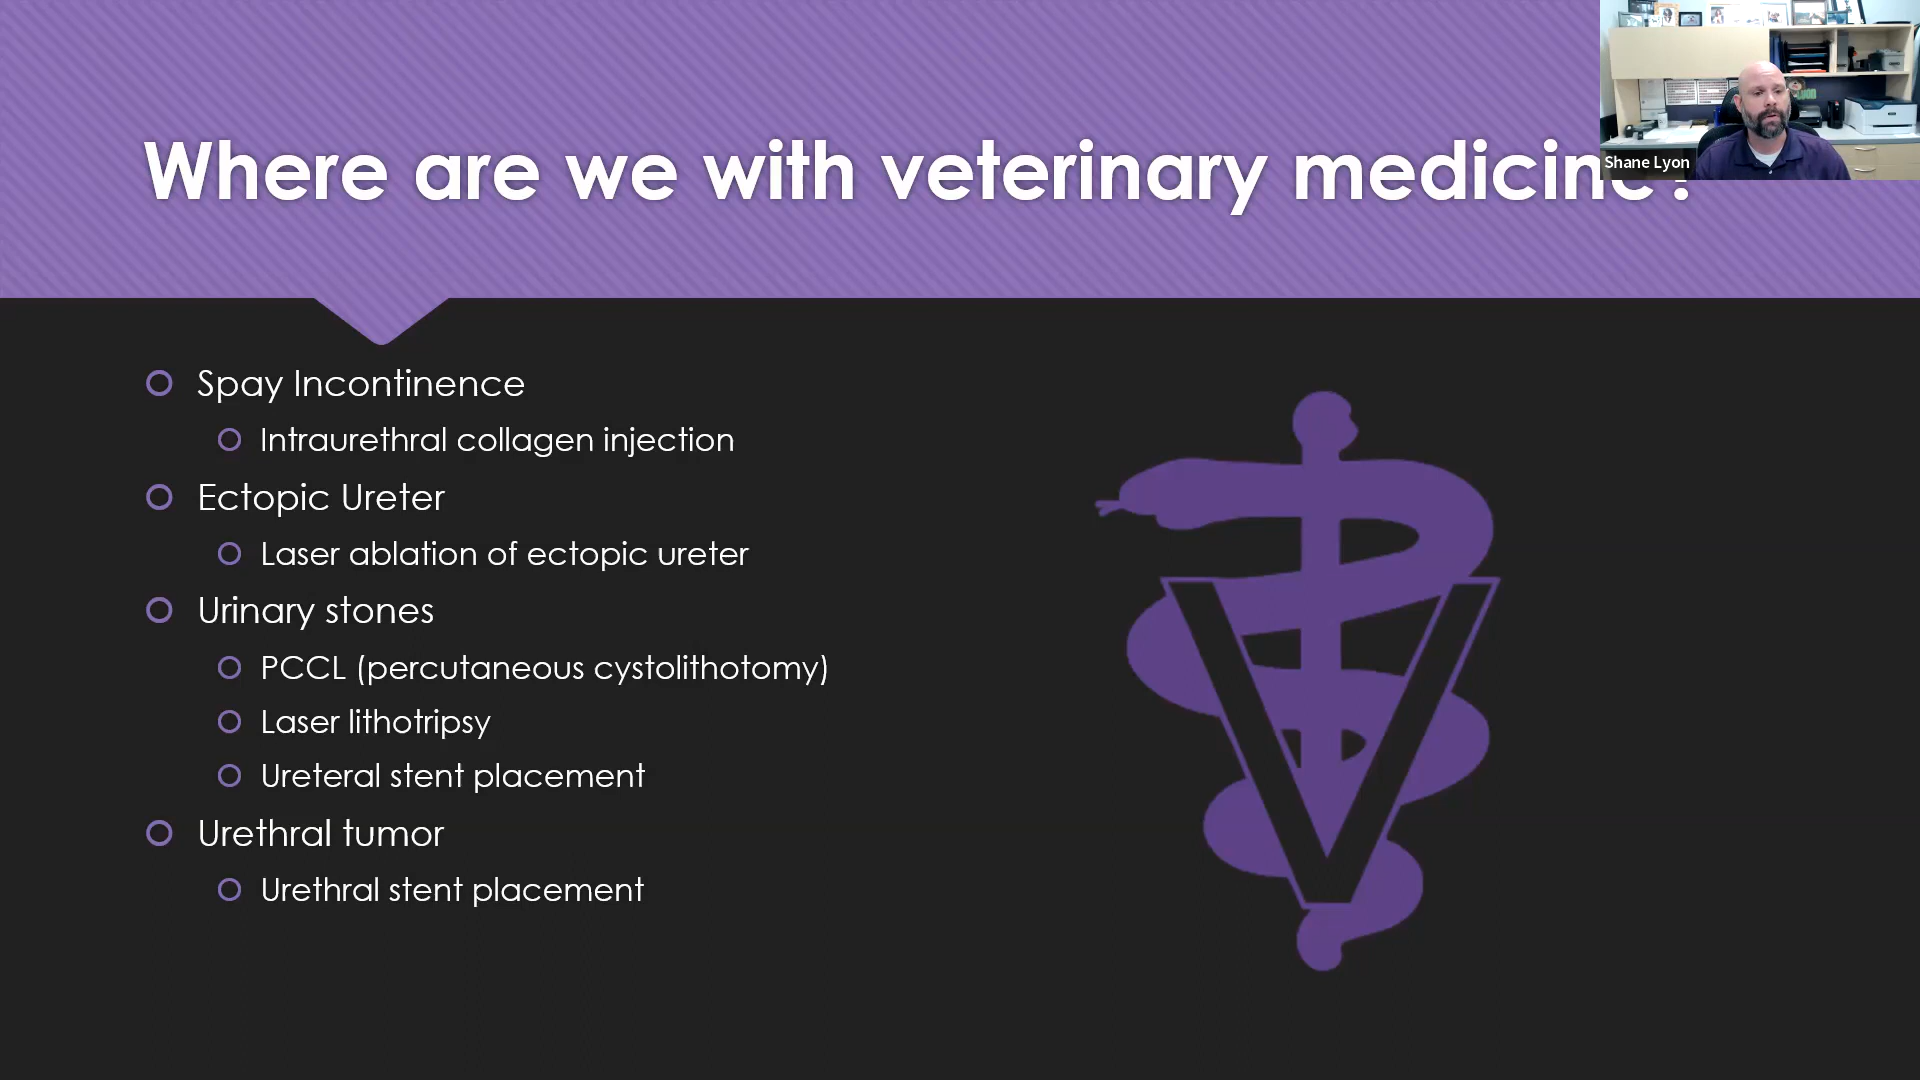 Where are we with veterinary medicine?
Shane Lyon
Spay Incontinence
Intraurethral collagen injection
Ectopic Ureter
Laser ablation of ectopic ureter
Urinary stones
PCCL (percutaneous cystolithotomy)
Laser lithotripsy
Ureteral stent placement
Urethral tumor
Urethral stent placement